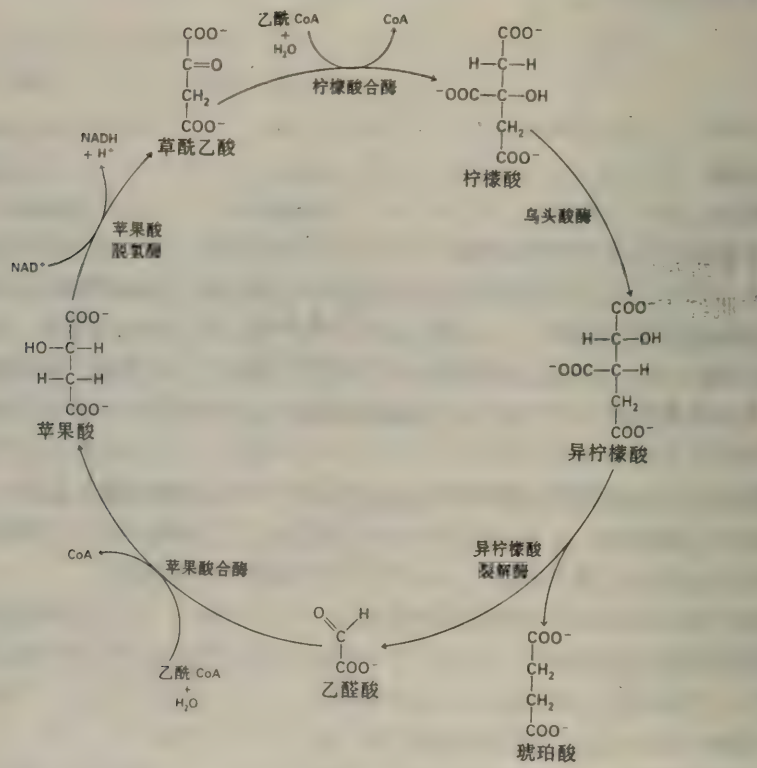 COO⁻
C=O
CH₂
COO⁻
草酰乙酸
乙酰 CoA
+
H₂O
CoA
柠檬酸合酶
COO⁻
H—C—H
⁻OOC—C—OH
CH₂
COO⁻
柠檬酸
乌头酸酶
COO⁻
H—C—OH
⁻OOC—C—H
CH₂
COO⁻
异柠檬酸
异柠檬酸
裂解酶
COO⁻
CH₂
CH₂
COO⁻
琥珀酸
O H
C
COO⁻
乙醛酸
苹果酸合酶
CoA
乙酰 CoA
+
H₂O
COO⁻
HO—C—H
H—C—H
COO⁻
苹果酸
苹果酸
脱氢酶
NAD⁺
NADH
+ H⁺